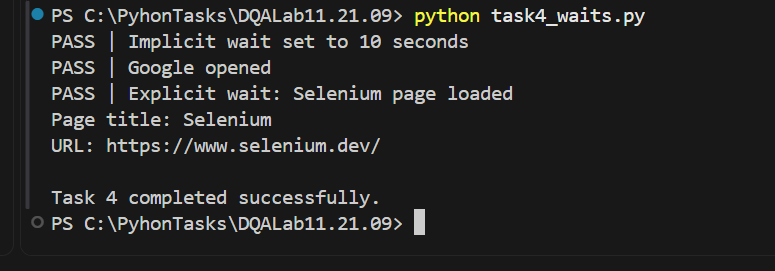 PS C:\PyhonTasks\DQALab11.21.09> python task4_waits.py
PASS | Implicit wait set to 10 seconds
PASS | Google opened
PASS | Explicit wait: Selenium page loaded
Page title: Selenium
URL: https://www.selenium.dev/
Task 4 completed successfully.
PS C:\PyhonTasks\DQALab11.21.09>